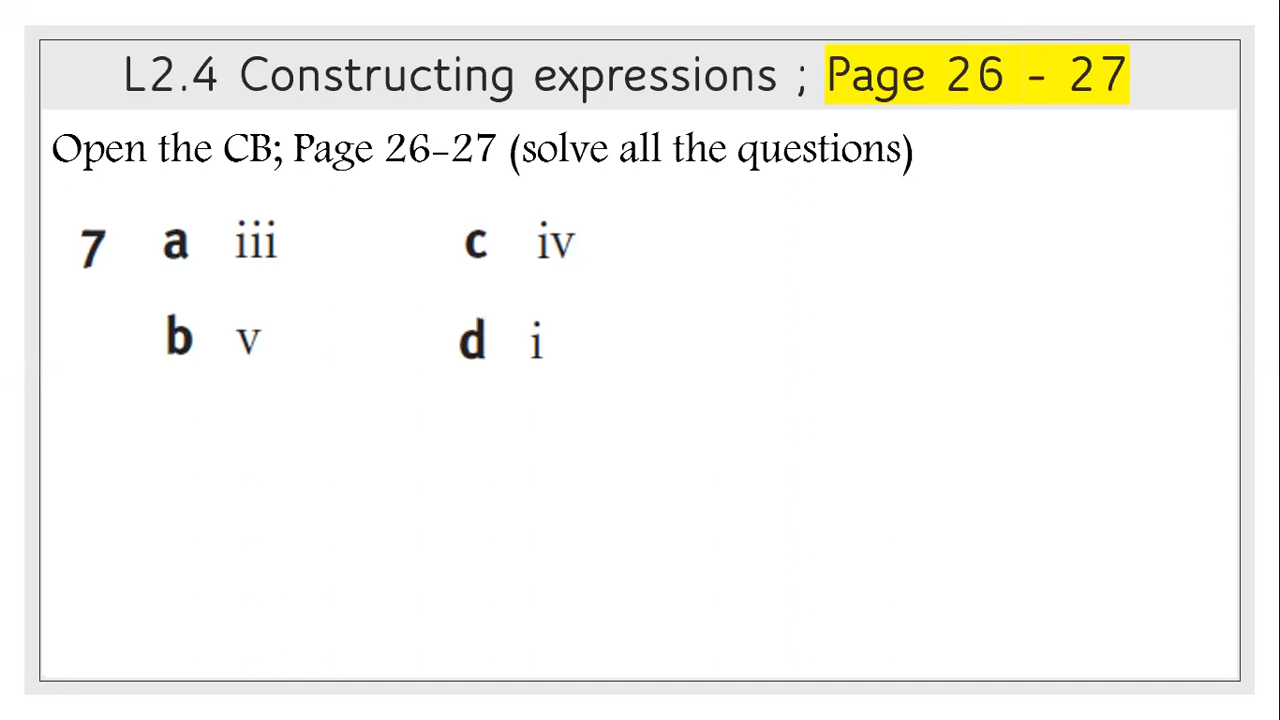 L2.4 Constructing expressions ; Page 26 - 27
Open the CB; Page 26-27 (solve all the questions)
7 a iii c iv
b v d i